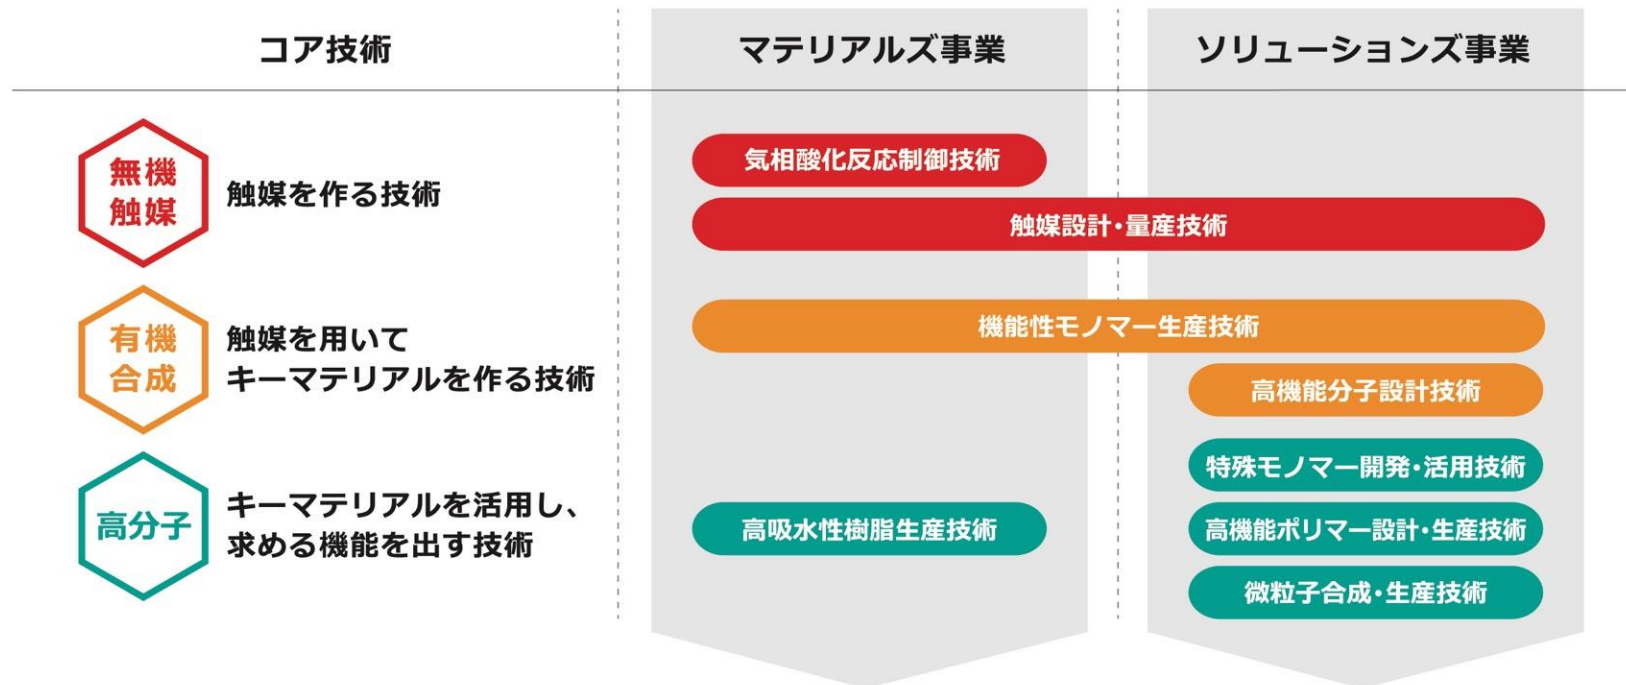 コア技術
マテリアルズ事業
ソリューションズ事業
無機
触媒
触媒を作る技術
気相酸化反応制御技術
触媒設計・量産技術
有機
合成
触媒を用いて
キーマテリアルを作る技術
機能性モノマー生産技術
高機能分子設計技術
高分子
キーマテリアルを活用し、
求める機能を出す技術
高吸水性樹脂生産技術
特殊モノマー開発・活用技術
高機能ポリマー設計・生産技術
微粒子合成・生産技術